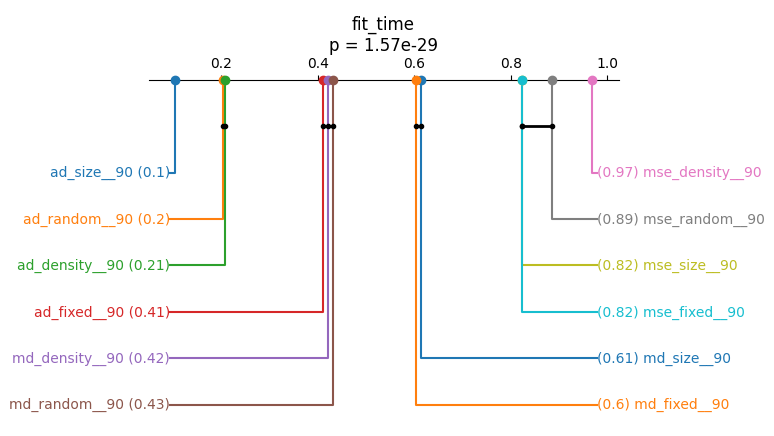 fit_time
p = 1.57e-29
0.2 0.4 0.6 0.8 1.0
ad_size__90 (0.1) (0.97) mse_density__90
ad_random__90 (0.2) (0.89) mse_random__90
ad_density__90 (0.21) (0.82) mse_size__90
ad_fixed__90 (0.41) (0.82) mse_fixed__90
md_density__90 (0.42) (0.61) md_size__90
md_random__90 (0.43) (0.6) md_fixed__90